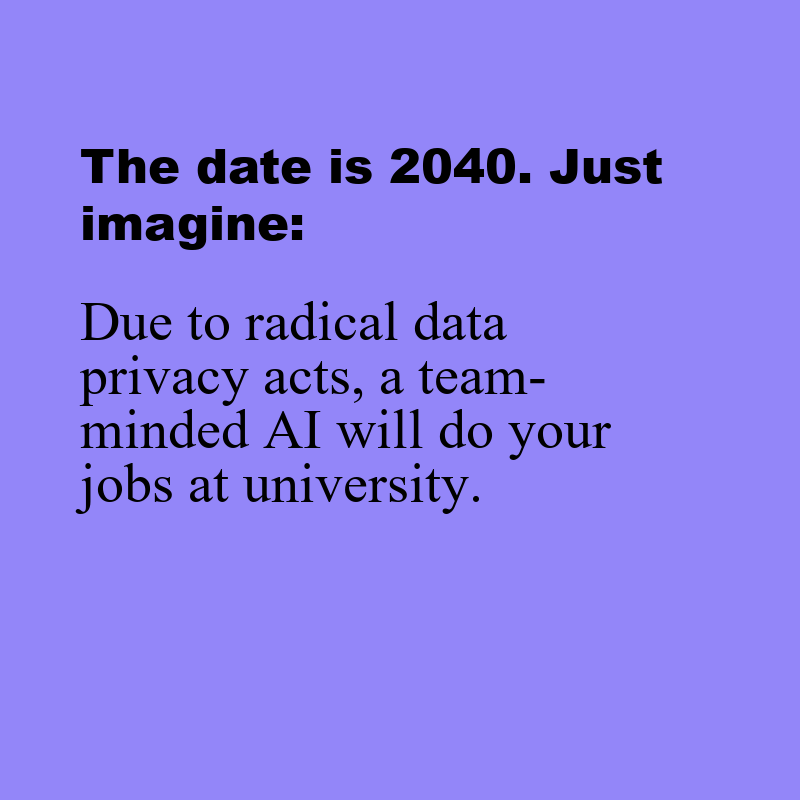 The date is 2040. Just
imagine:
Due to radical data
privacy acts, a team-
minded AI will do your
jobs at university.